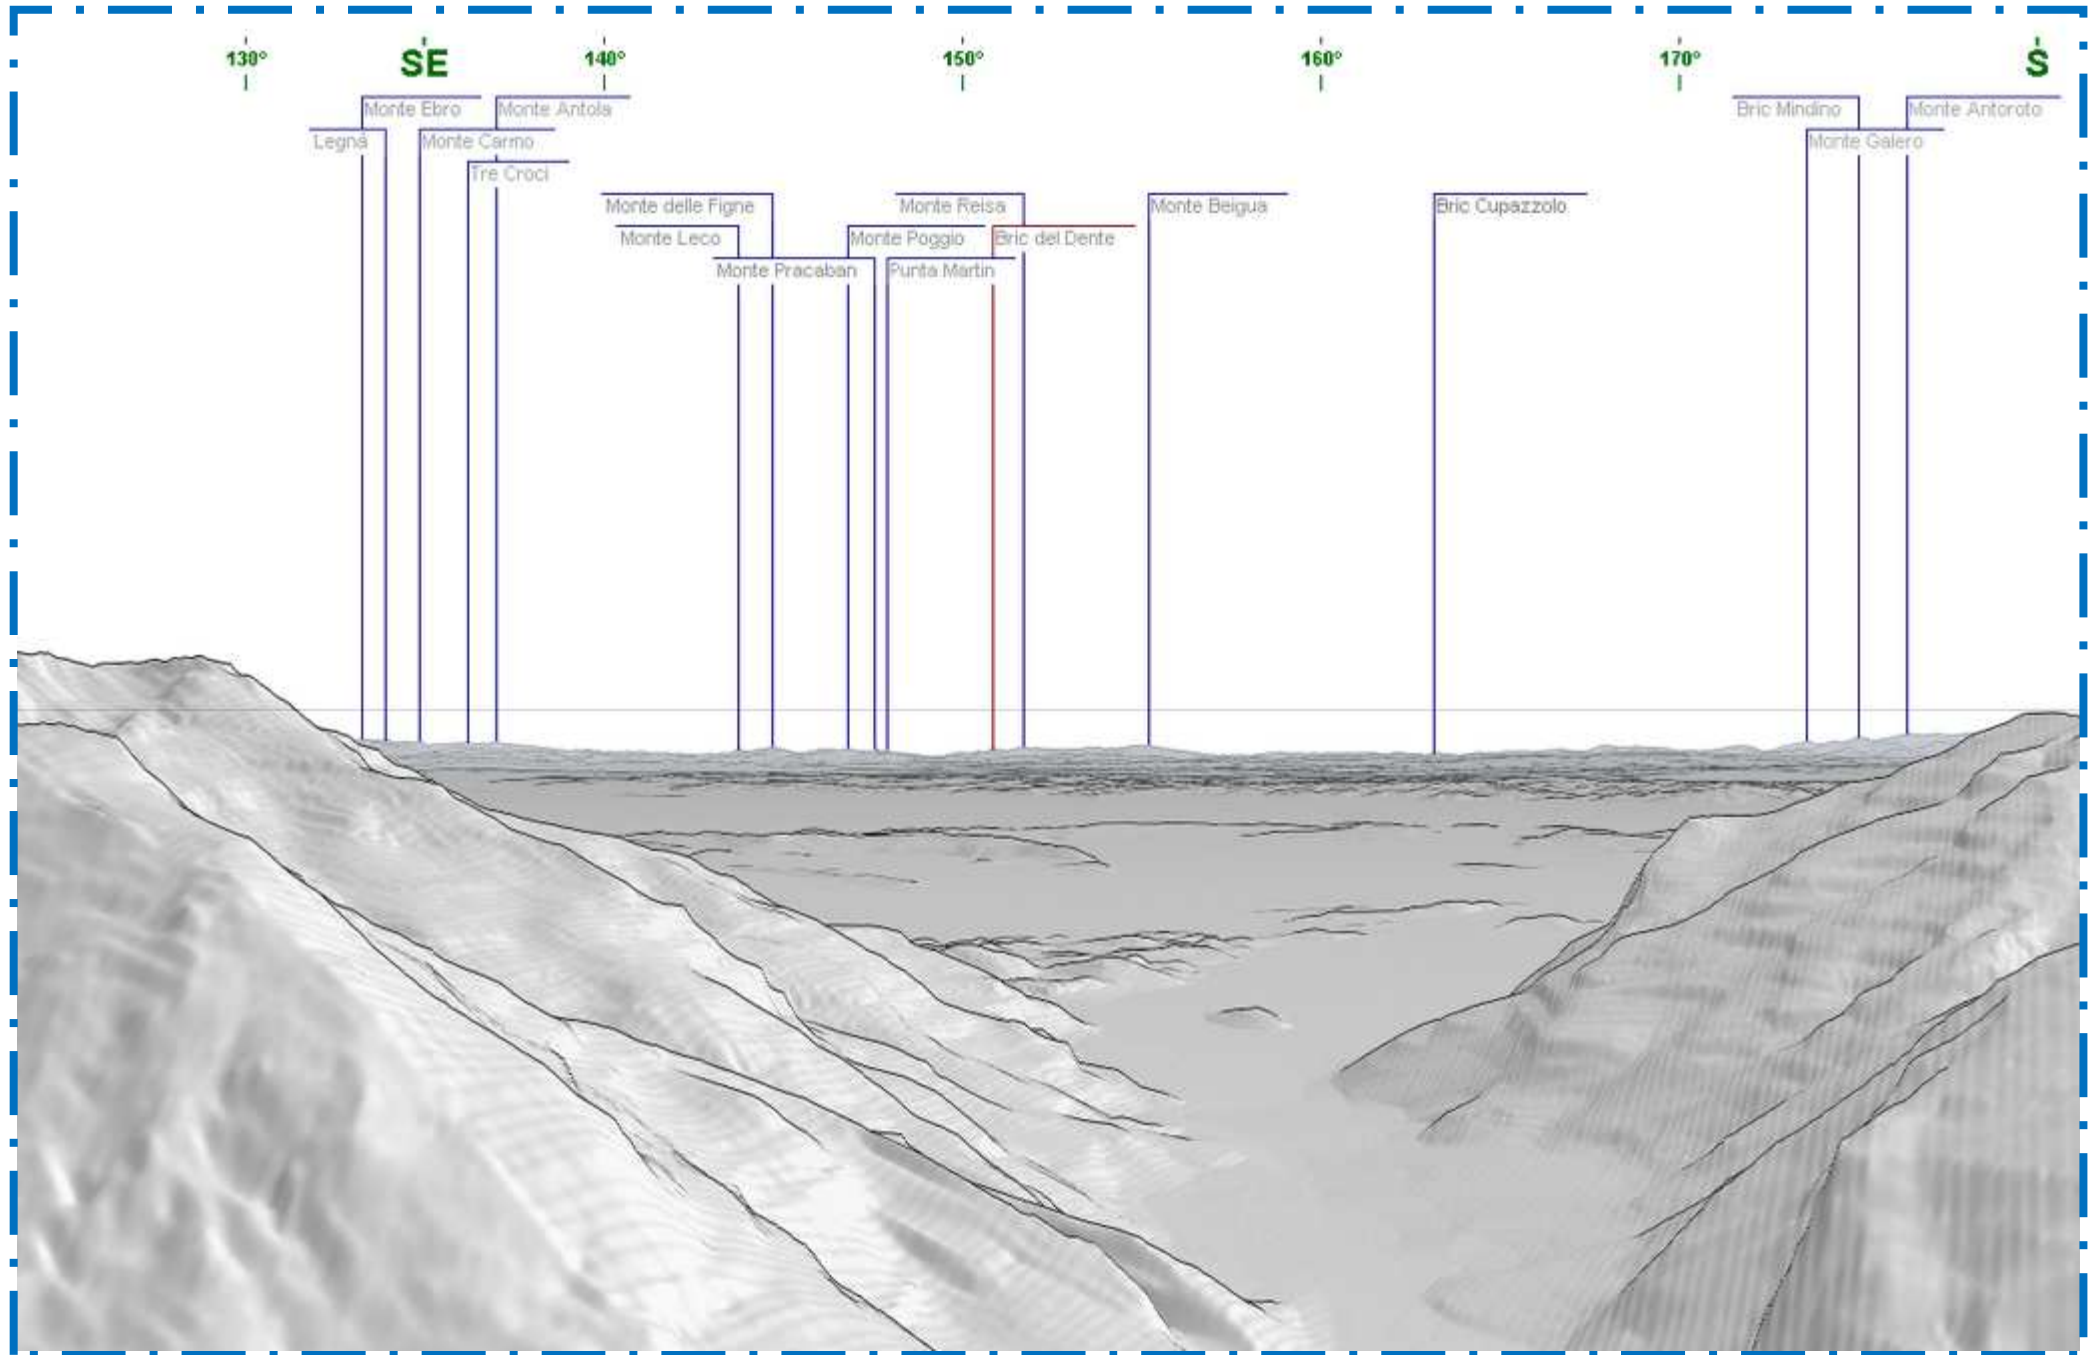 130° SE 140° 150° 160° 170° S
Monte Ebro Monte Antola Bric Mindino Monte Antoroto
Legnà Monte Carmo Monte Galero
Tre Croci
Monte delle Figne Monte Reisa Monte Beigua Bric Cupazzolo
Monte Leco Monte Poggio Bric del Dente
Monte Pracaban Punta Martin